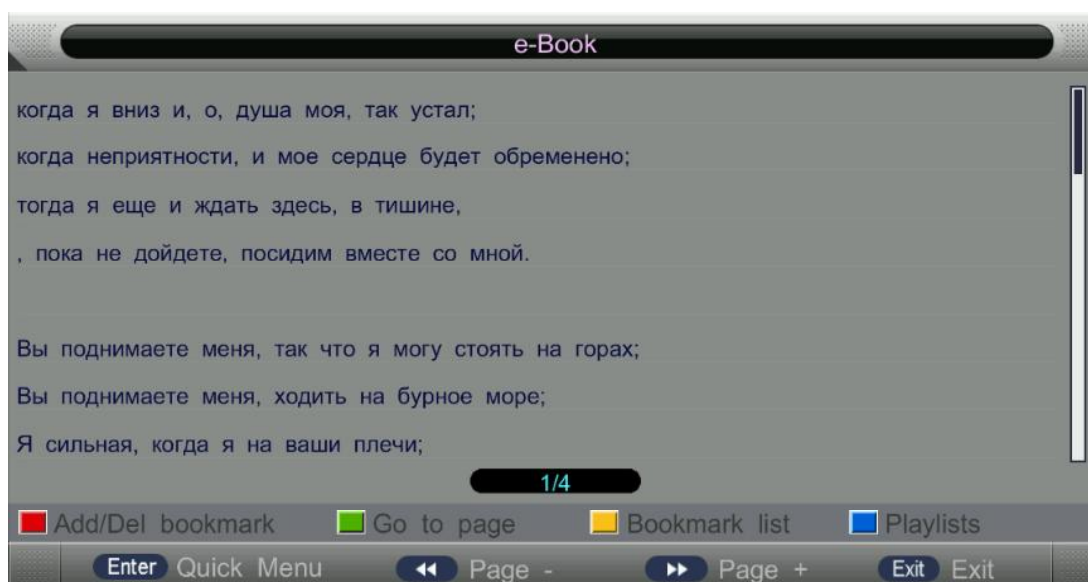 e-Book
когда я вниз и, о, душа моя, так устал;
когда неприятности, и мое сердце будет обременено;
тогда я еще и ждать здесь, в тишине,
, пока не дойдете, посидим вместе со мной.
Вы поднимаете меня, так что я могу стоять на горах;
Вы поднимаете меня, ходить на бурное море;
Я сильная, когда я на ваши плечи;
1/4
Add/Del bookmark Go to page Bookmark list Playlists
Enter Quick Menu Page - Page + Exit Exit